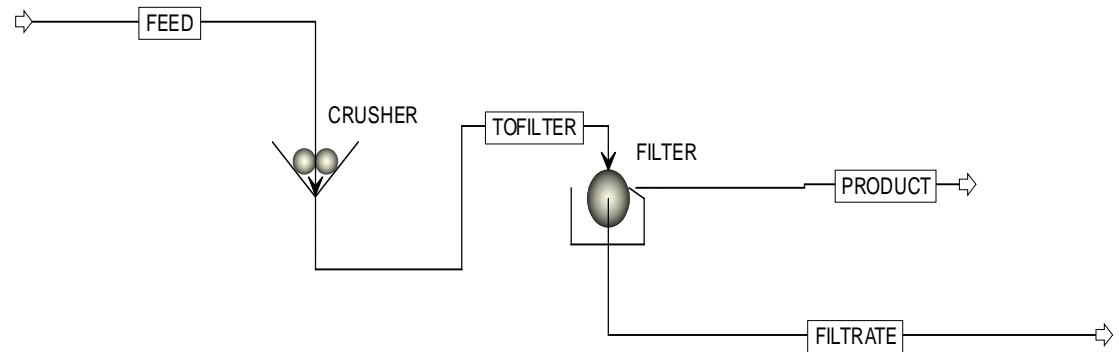 FEED
CRUSHER
TOFILTER
FILTER
PRODUCT
FILTRATE